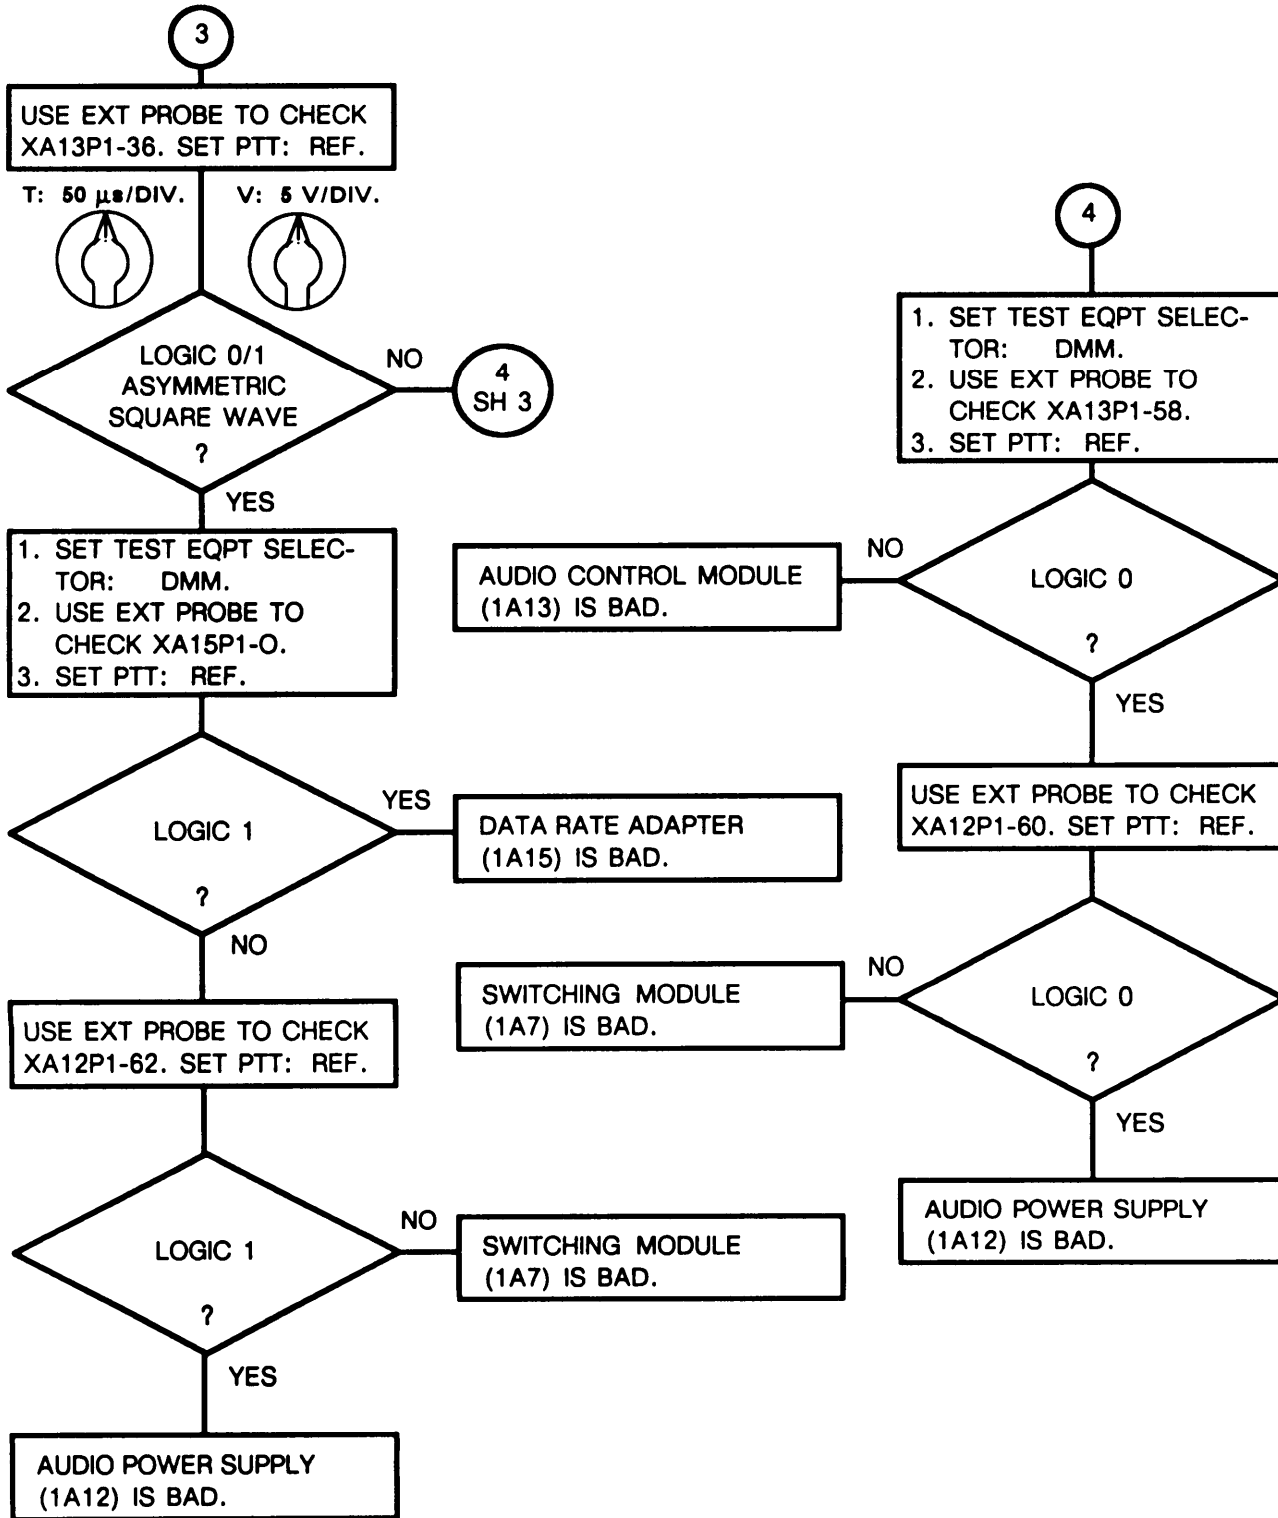 3
USE EXT PROBE TO CHECK
XA13P1-36. SET PTT: REF.
T: 50 µs/DIV.
V: 5 V/DIV.
LOGIC 0/1
ASYMMETRIC
SQUARE WAVE
?
NO
4
SH 3
YES
1. SET TEST EQPT SELEC-
TOR: DMM.
2. USE EXT PROBE TO
CHECK XA15P1-O.
3. SET PTT: REF.
LOGIC 1
?
YES
DATA RATE ADAPTER
(1A15) IS BAD.
NO
USE EXT PROBE TO CHECK
XA12P1-62. SET PTT: REF.
LOGIC 1
?
NO
SWITCHING MODULE
(1A7) IS BAD.
YES
AUDIO POWER SUPPLY
(1A12) IS BAD.
4
1. SET TEST EQPT SELEC-
TOR: DMM.
2. USE EXT PROBE TO
CHECK XA13P1-58.
3. SET PTT: REF.
LOGIC 0
?
NO
AUDIO CONTROL MODULE
(1A13) IS BAD.
YES
USE EXT PROBE TO CHECK
XA12P1-60. SET PTT: REF.
LOGIC 0
?
NO
SWITCHING MODULE
(1A7) IS BAD.
YES
AUDIO POWER SUPPLY
(1A12) IS BAD.